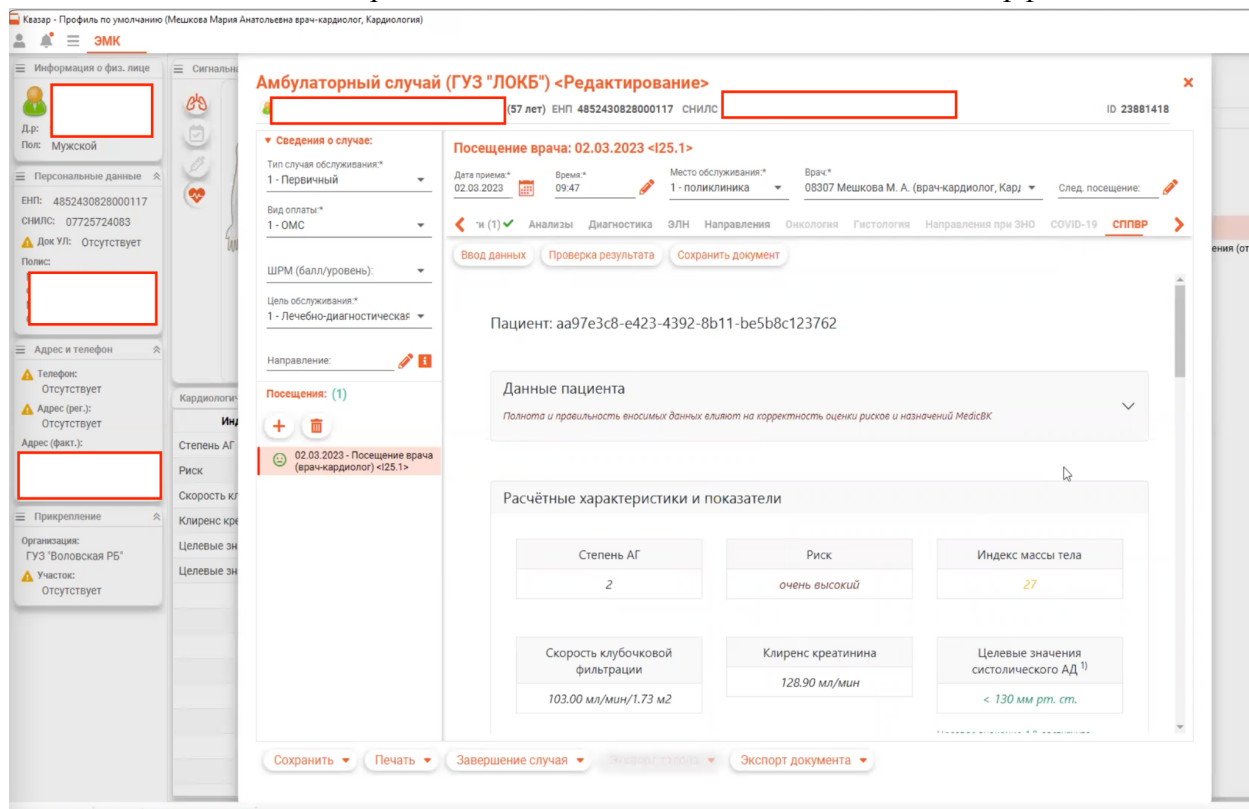 Квазар - Профиль по умолчанию (Мешкова Мария Анатольевна врач-кардиолог, Кардиология)
ЭМК
Информация о физ. лице
Д.р:
Пол: Мужской
Персональные данные
ЕНП: 4852430828000117
СНИЛС: 07725724083
Док УЛ: Отсутствует
Полис:
Адрес и телефон
Телефон:
Отсутствует
Адрес (рег.):
Отсутствует
Адрес (факт.):
Прикрепление
Организация:
ГУЗ "Воловская РБ"
Участок:
Отсутствует
Степень АГ
Риск
Скорость
Клиренс
Целевые
Целевые
Амбулаторный случай (ГУЗ "ЛОКБ") <Редактирование>
(57 лет) ЕНП 4852430828000117 СНИЛС
ID 23881418
Сведения о случае:
Тип случая обслуживания:*
1 - Первичный
Вид оплаты:*
1 - ОМС
ШРМ (балл/уровень):
Цель обслуживания:*
1 - Лечебно-диагностическая
Направление:
Посещения: (1)
02.03.2023 - Посещение врача
(врач-кардиолог) <I25.1>
Посещение врача: 02.03.2023 <I25.1>
Дата приема:* Время:* Место обслуживания:* Врач:*
02.03.2023 09:47 1 - поликлиника 08307 Мешкова М. А. (врач-кардиолог, След. посещение:
(1) Анализы Диагностика ЭЛН Направления Онкология Гистология Направления при ЗНО COVID-19 СППВР
Ввод данных Проверка результата Сохранить документ
Пациент: aa97e3c8-e423-4392-8b11-be5b8c123762
Данные пациента
Полнота и правильность вносимых данных влияют на корректность оценки рисков и назначений MedicBK
Расчётные характеристики и показатели
Степень АГ Риск Индекс массы тела
2 очень высокий 27
Скорость клубочковой
фильтрации
103.00 мл/мин/1.73 м2
Клиренс креатинина
128.90 мл/мин
Целевые значения
систолического АД 1)
< 130 мм рт. ст.
Сохранить Печать Завершение случая Экспорт документа